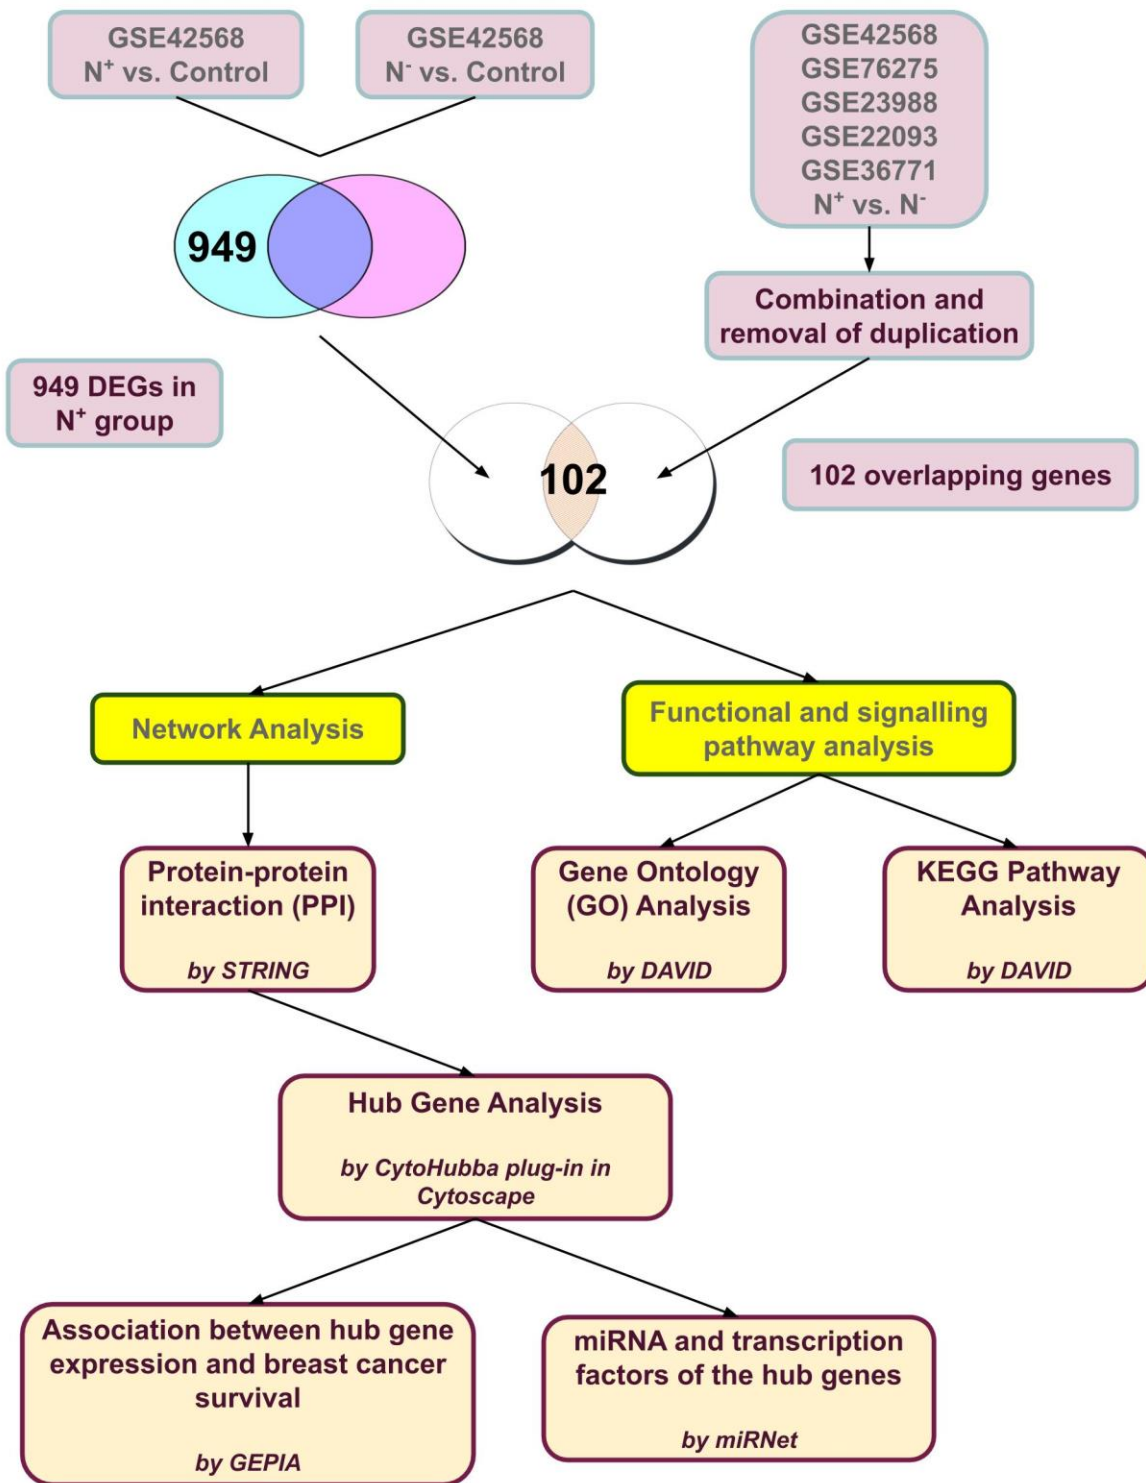 GSE42568
N⁺ vs. Control
GSE42568
N⁻ vs. Control
GSE42568
GSE76275
GSE23988
GSE22093
GSE36771
N⁺ vs. N⁻
949
Combination and
removal of duplication
949 DEGs in
N⁺ group
102
102 overlapping genes
Network Analysis
Functional and signalling
pathway analysis
Protein-protein
interaction (PPI)
by STRING
Gene Ontology
(GO) Analysis
by DAVID
KEGG Pathway
Analysis
by DAVID
Hub Gene Analysis
by CytoHubba plug-in in
Cytoscape
Association between hub gene
expression and breast cancer
survival
by GEPIA
miRNA and transcription
factors of the hub genes
by miRNet